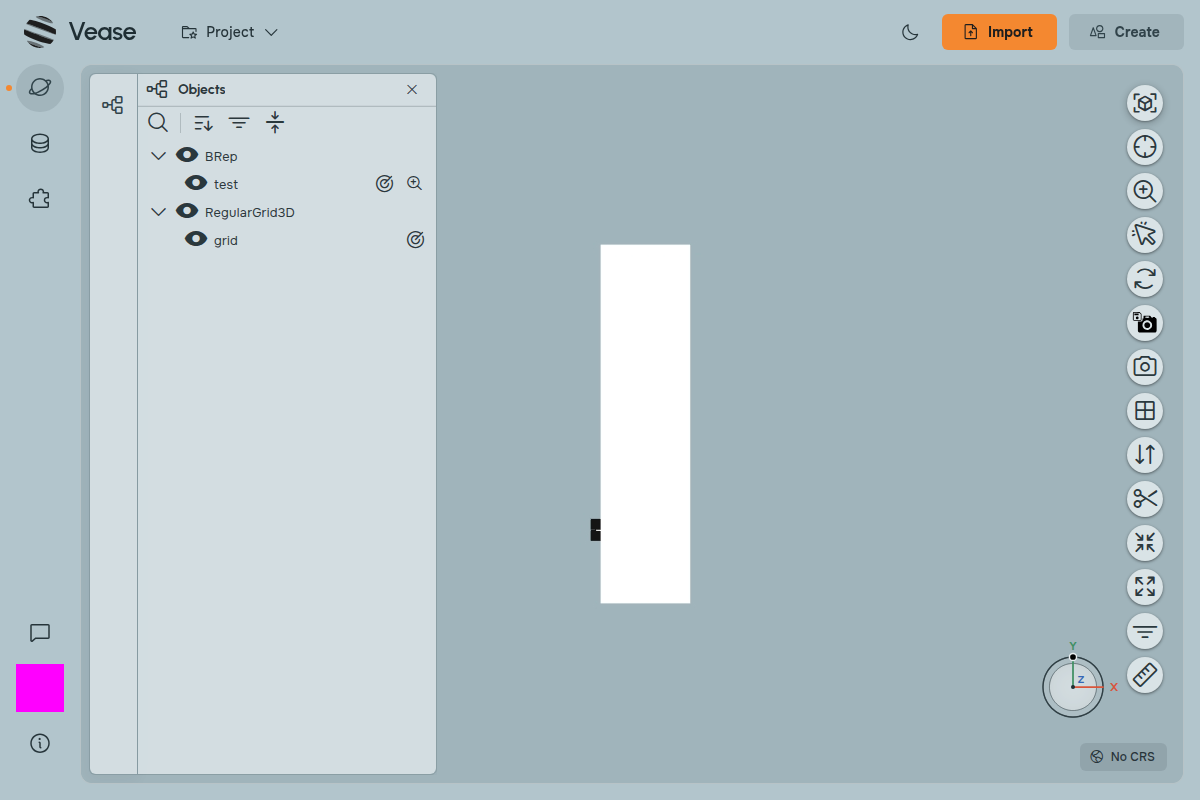 Vease
Project
Import
Create
Objects
BRep
test
RegularGrid3D
grid
Y
Z
X
No CRS